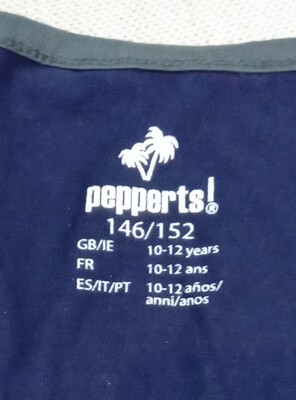 pepperts!®
146/152
GB/IE 10-12 years
FR 10-12 ans
ES/IT/PT 10-12 años/
anni/anos